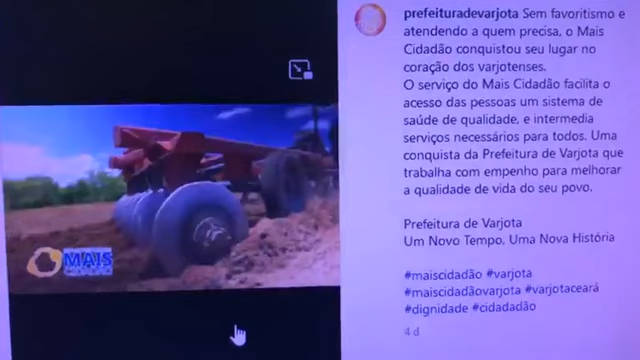 prefeituradevarjota Sem favoritismo e
atendendo a quem precisa, o Mais
Cidadão conquistou seu lugar no
coração dos varjotenses.
O serviço do Mais Cidadão facilita o
acesso das pessoas um sistema de
saúde de qualidade, e intermedia
serviços necessários para todos. Uma
conquista da Prefeitura de Varjota que
trabalha com empenho para melhorar
a qualidade de vida do seu povo.
Prefeitura de Varjota
Um Novo Tempo, Uma Nova História
#maiscidadão #varjota
#maiscidadãovarjota #varjotaceará
#dignidade #cidadadão
4 d
MAIS
CIDADÃO